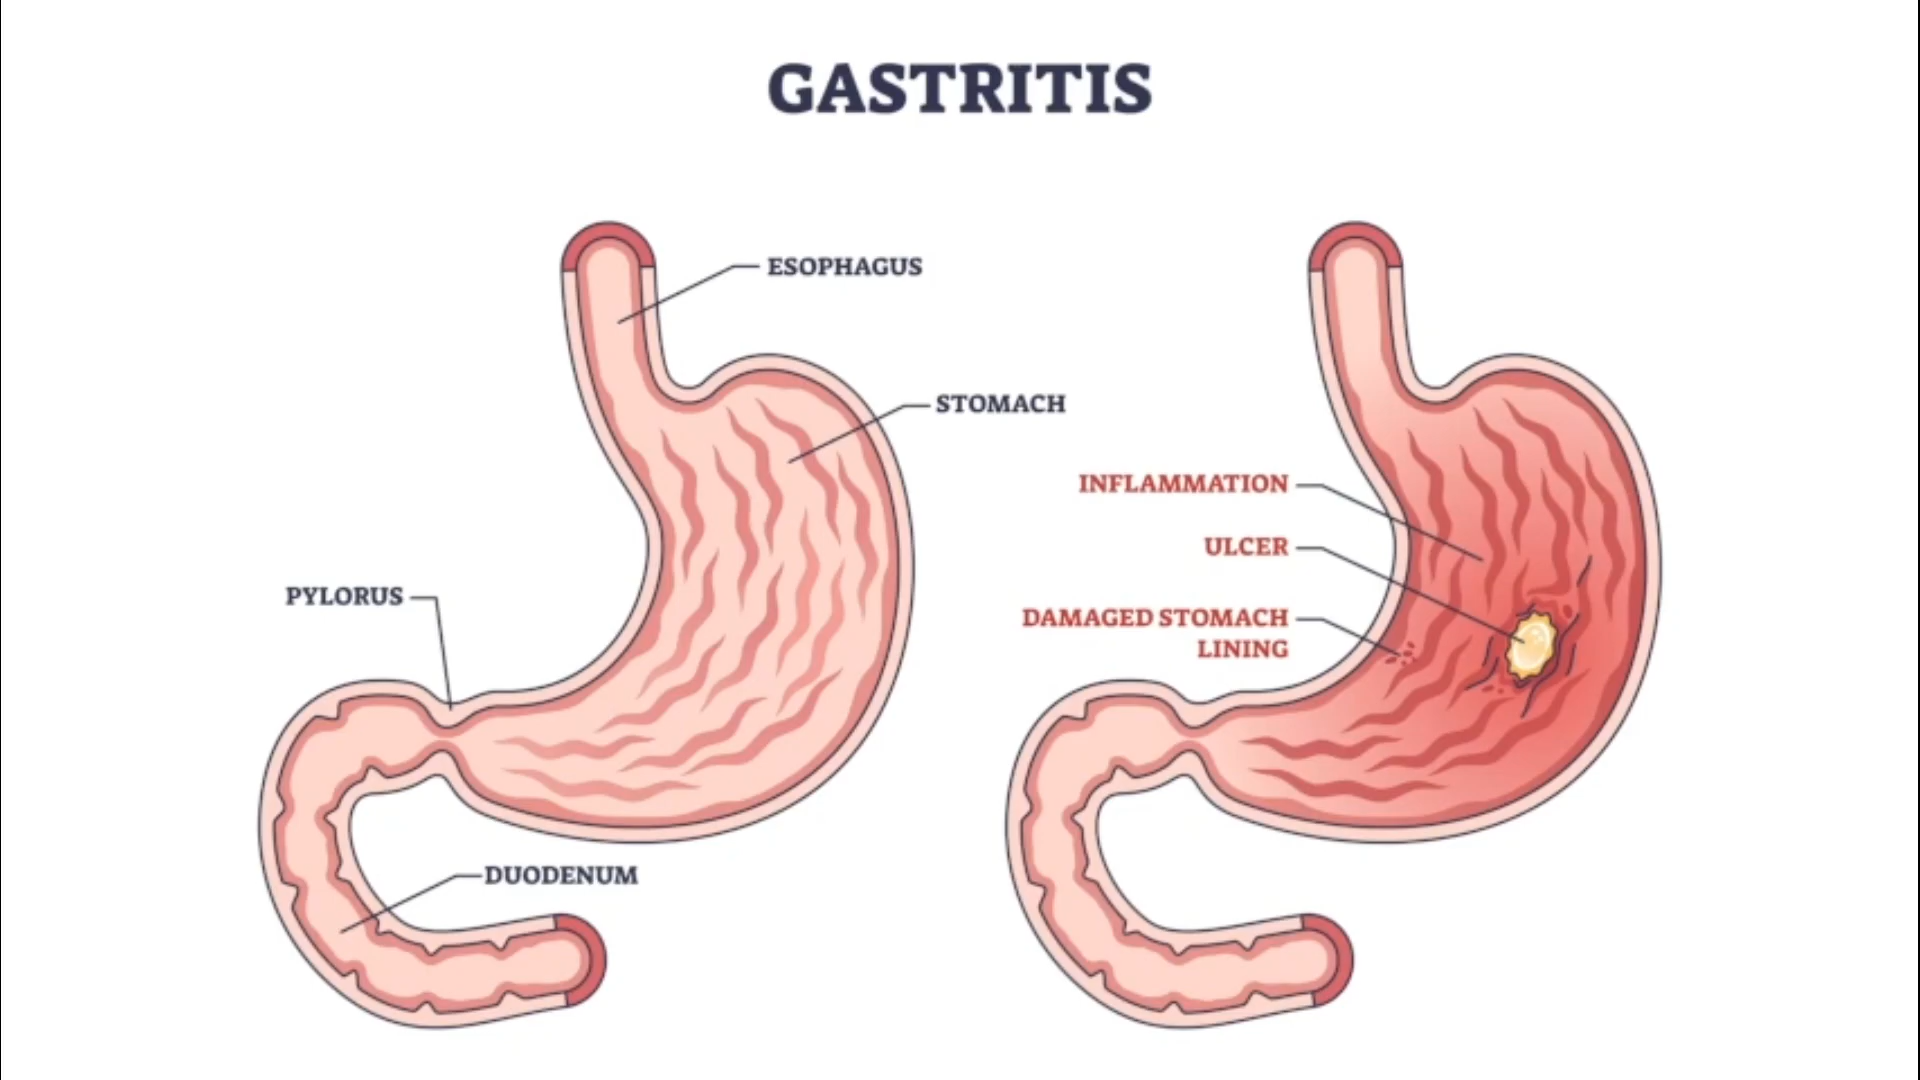 GASTRITIS
ESOPHAGUS
STOMACH
PYLORUS
DUODENUM
INFLAMMATION
ULCER
DAMAGED STOMACH
LINING